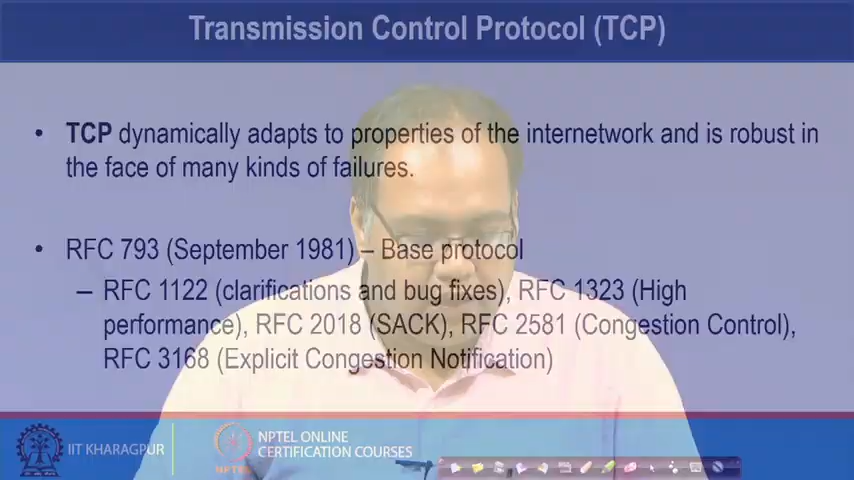 Transmission Control Protocol (TCP)
• TCP dynamically adapts to properties of the internetwork and is robust in
the face of many kinds of failures.
• RFC 793 (September 1981) – Base protocol
– RFC 1122 (clarifications and bug fixes), RFC 1323 (High
performance), RFC 2018 (SACK), RFC 2581 (Congestion Control),
RFC 3168 (Explicit Congestion Notification)
IIT KHARAGPUR
NPTEL
NPTEL ONLINE
CERTIFICATION COURSES